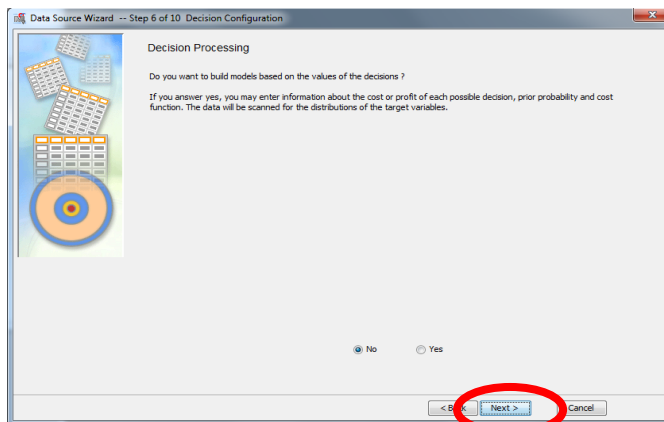 Data Source Wizard -- Step 6 of 10 Decision Configuration
Decision Processing
Do you want to build models based on the values of the decisions ?
If you answer yes, you may enter information about the cost or profit of each possible decision, prior probability and cost
function. The data will be scanned for the distributions of the target variables.
No Yes
< Next > Cancel